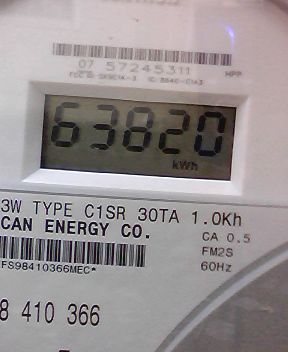 07 57245311
MPP
63820
kWh
3W TYPE C1SR 30TA 1.0Kh
CAN ENERGY CO.
CA 0.5
FM2S
60Hz
FS98410366MEC*
8 410 366